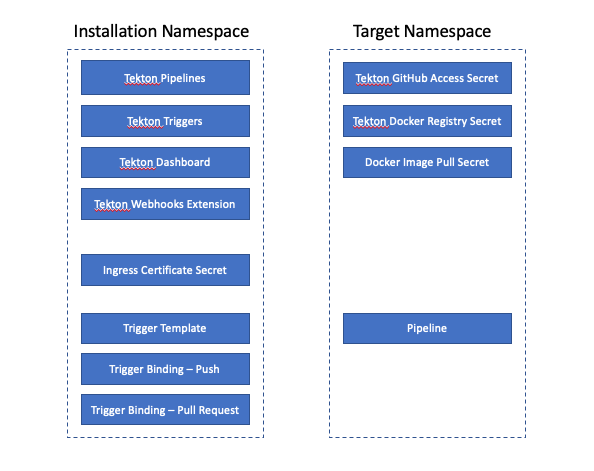 Installation Namespace
Tekton Pipelines
Tekton Triggers
Tekton Dashboard
Tekton Webhooks Extension
Ingress Certificate Secret
Trigger Template
Trigger Binding – Push
Trigger Binding – Pull Request
Target Namespace
Tekton GitHub Access Secret
Tekton Docker Registry Secret
Docker Image Pull Secret
Pipeline